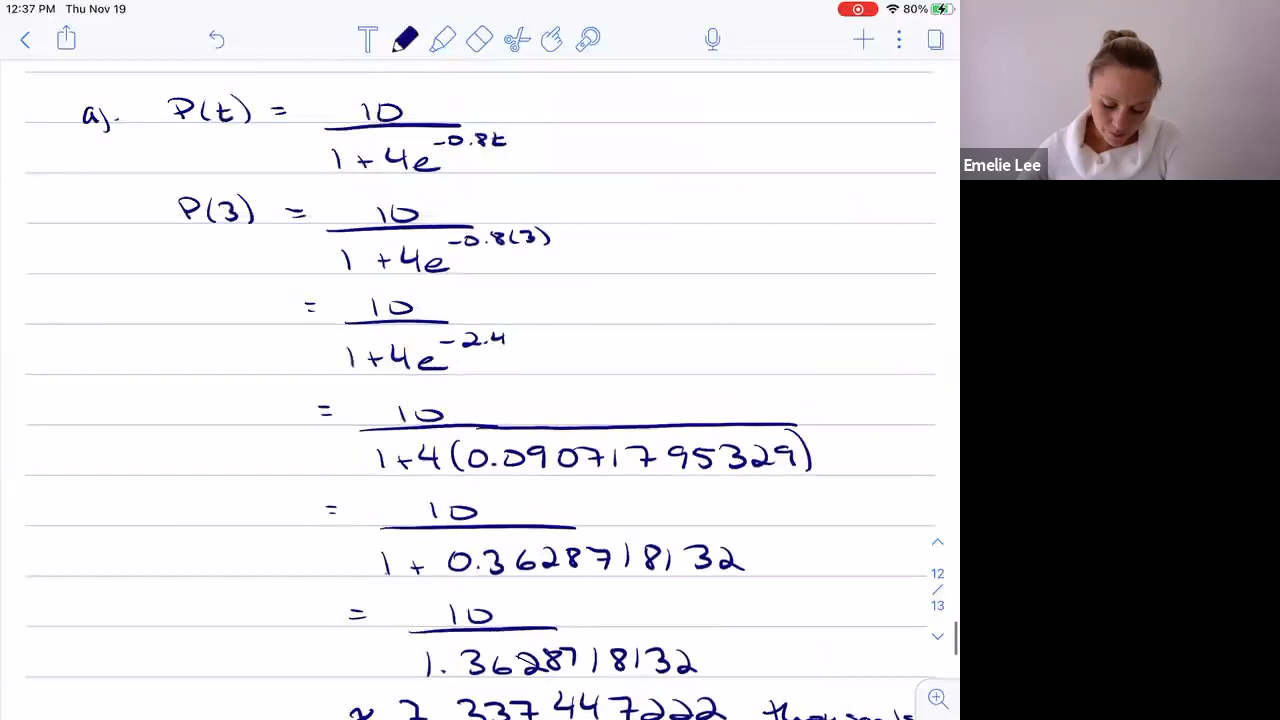 12:37 PM Thu Nov 19
80%
a). P(t) = 10 / 1 + 4e^-0.8t
P(3) = 10 / 1 + 4e^-0.8(3)
= 10 / 1 + 4e^-2.4
= 10 / 1 + 4(0.09071795329)
= 10 / 1 + 0.3628718132
= 10 / 1.3628718132
≈ 7.337447222
12
/
13
Emelie Lee